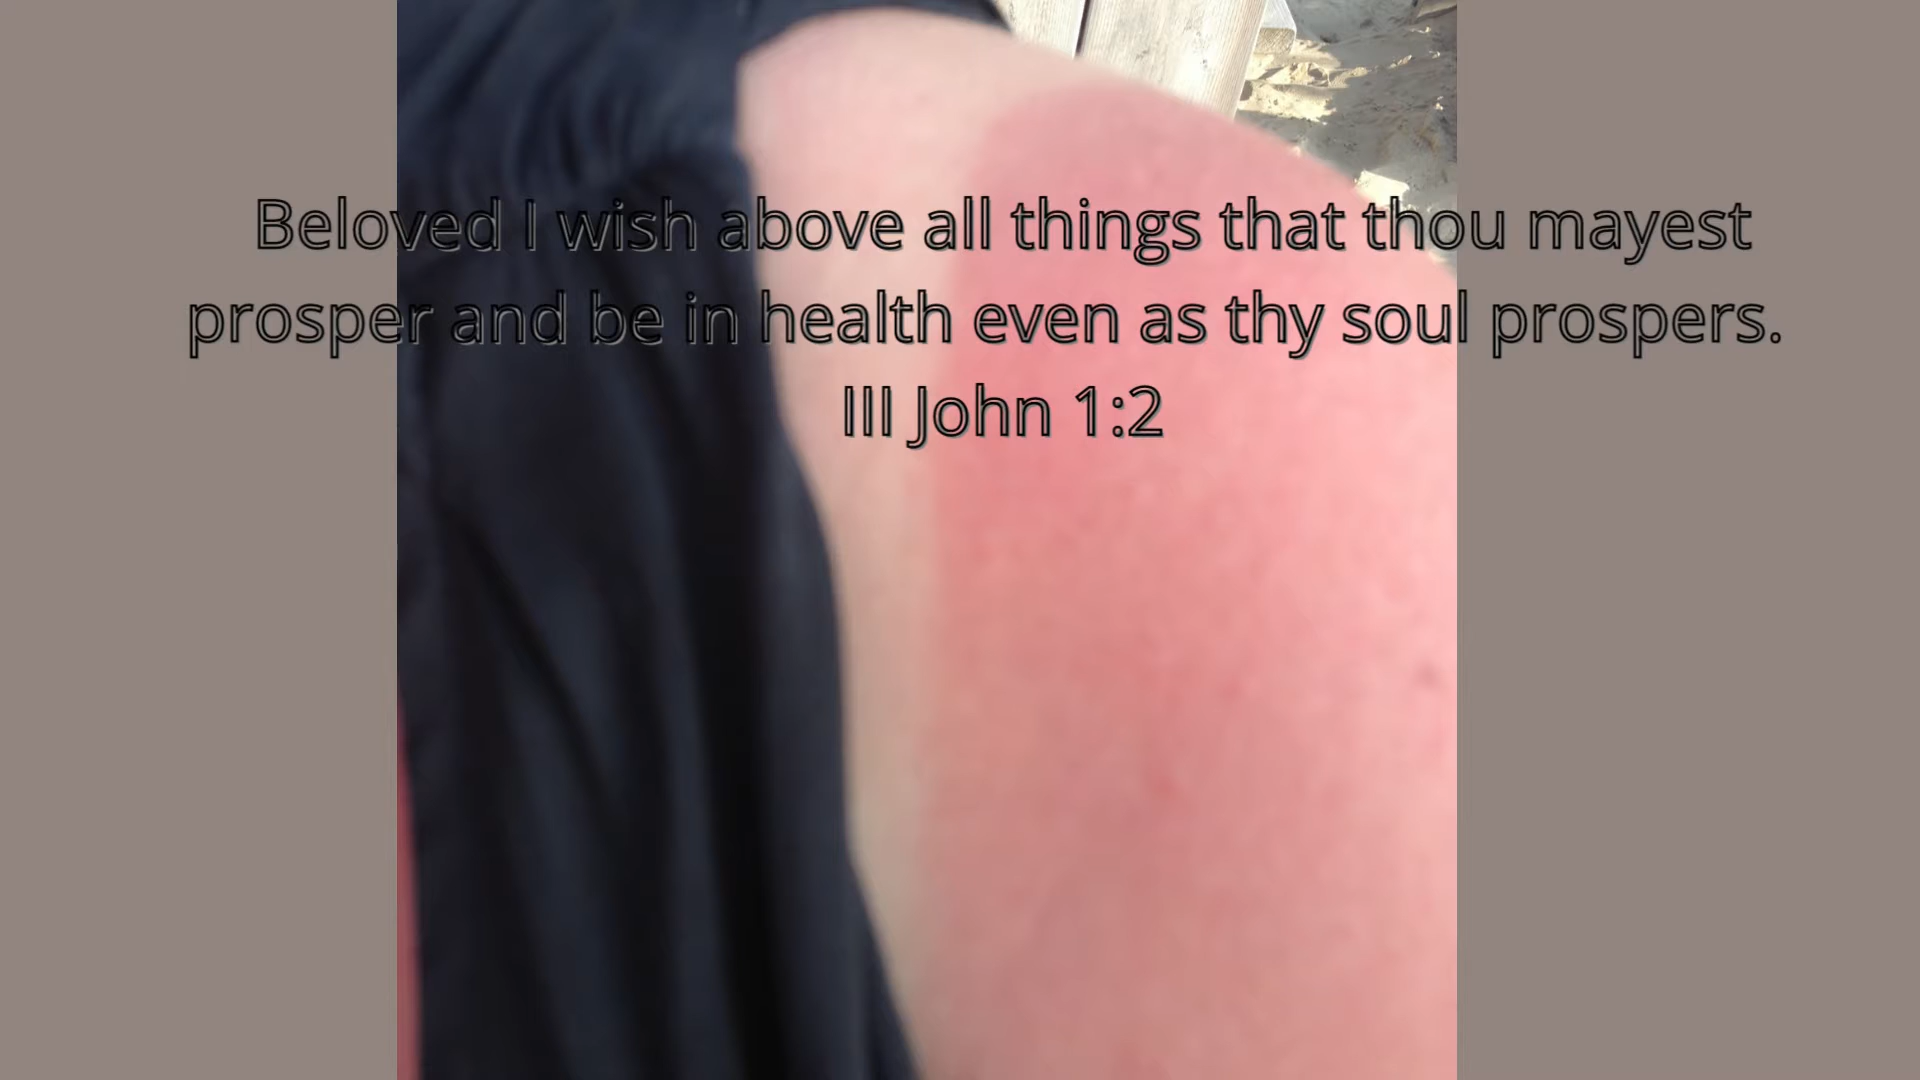 Beloved I wish above all things that thou mayest
prosper and be in health even as thy soul prospers.
III John 1:2